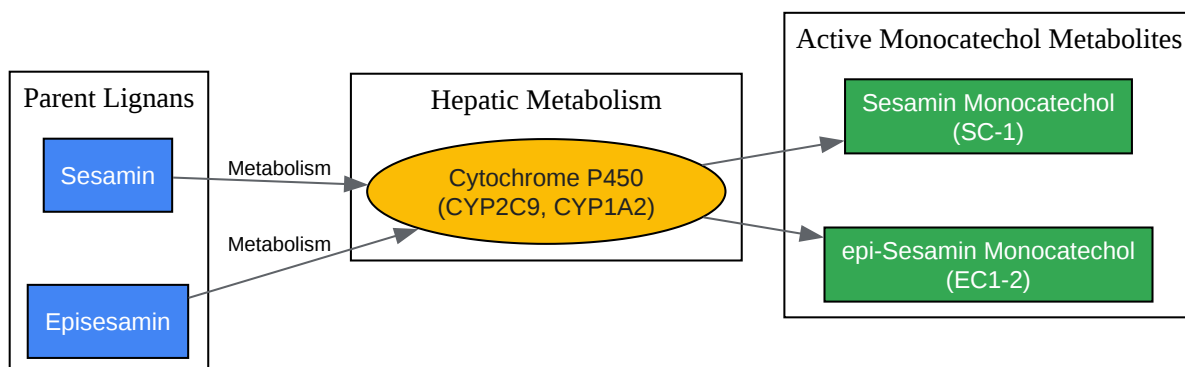 Parent Lignans
Sesamin
Episesamin
Metabolism
Metabolism
Hepatic Metabolism
Cytochrome P450
(CYP2C9, CYP1A2)
Active Monocatechol Metabolites
Sesamin Monocatechol
(SC-1)
epi-Sesamin Monocatechol
(EC1-2)